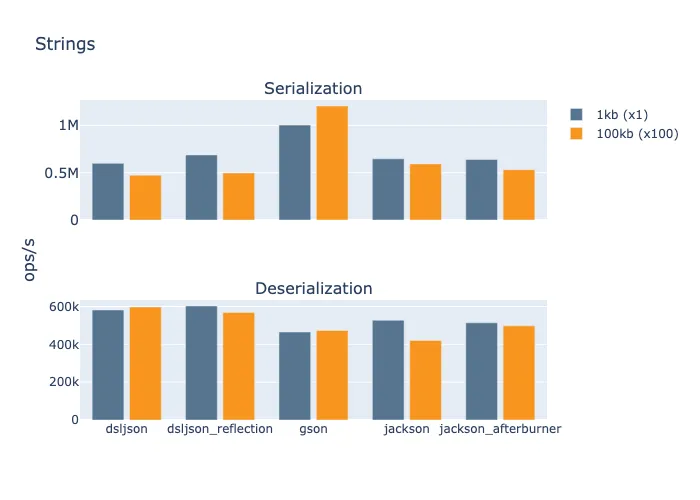 Strings
Serialization
1kb (x1)
100kb (x100)
1M
0.5M
0
ops/s
Deserialization
600k
400k
200k
0
dsljson dsljson_reflection gson jackson jackson_afterburner